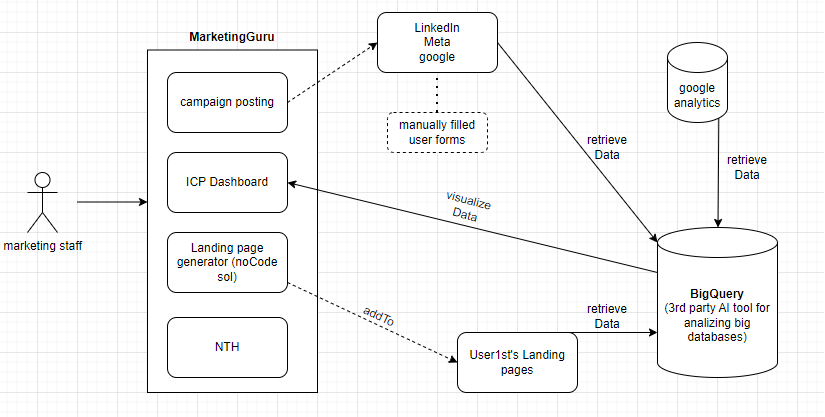 MarketingGuru
LinkedIn
Meta
google
campaign posting
manually filled
user forms
google
analytics
retrieve
Data
retrieve
Data
ICP Dashboard
visualize
Data
marketing staff
Landing page
generator (noCode
sol)
addTo
BigQuery
(3rd party AI tool for
analizing big
databases)
retrieve
Data
NTH
User1st's Landing
pages